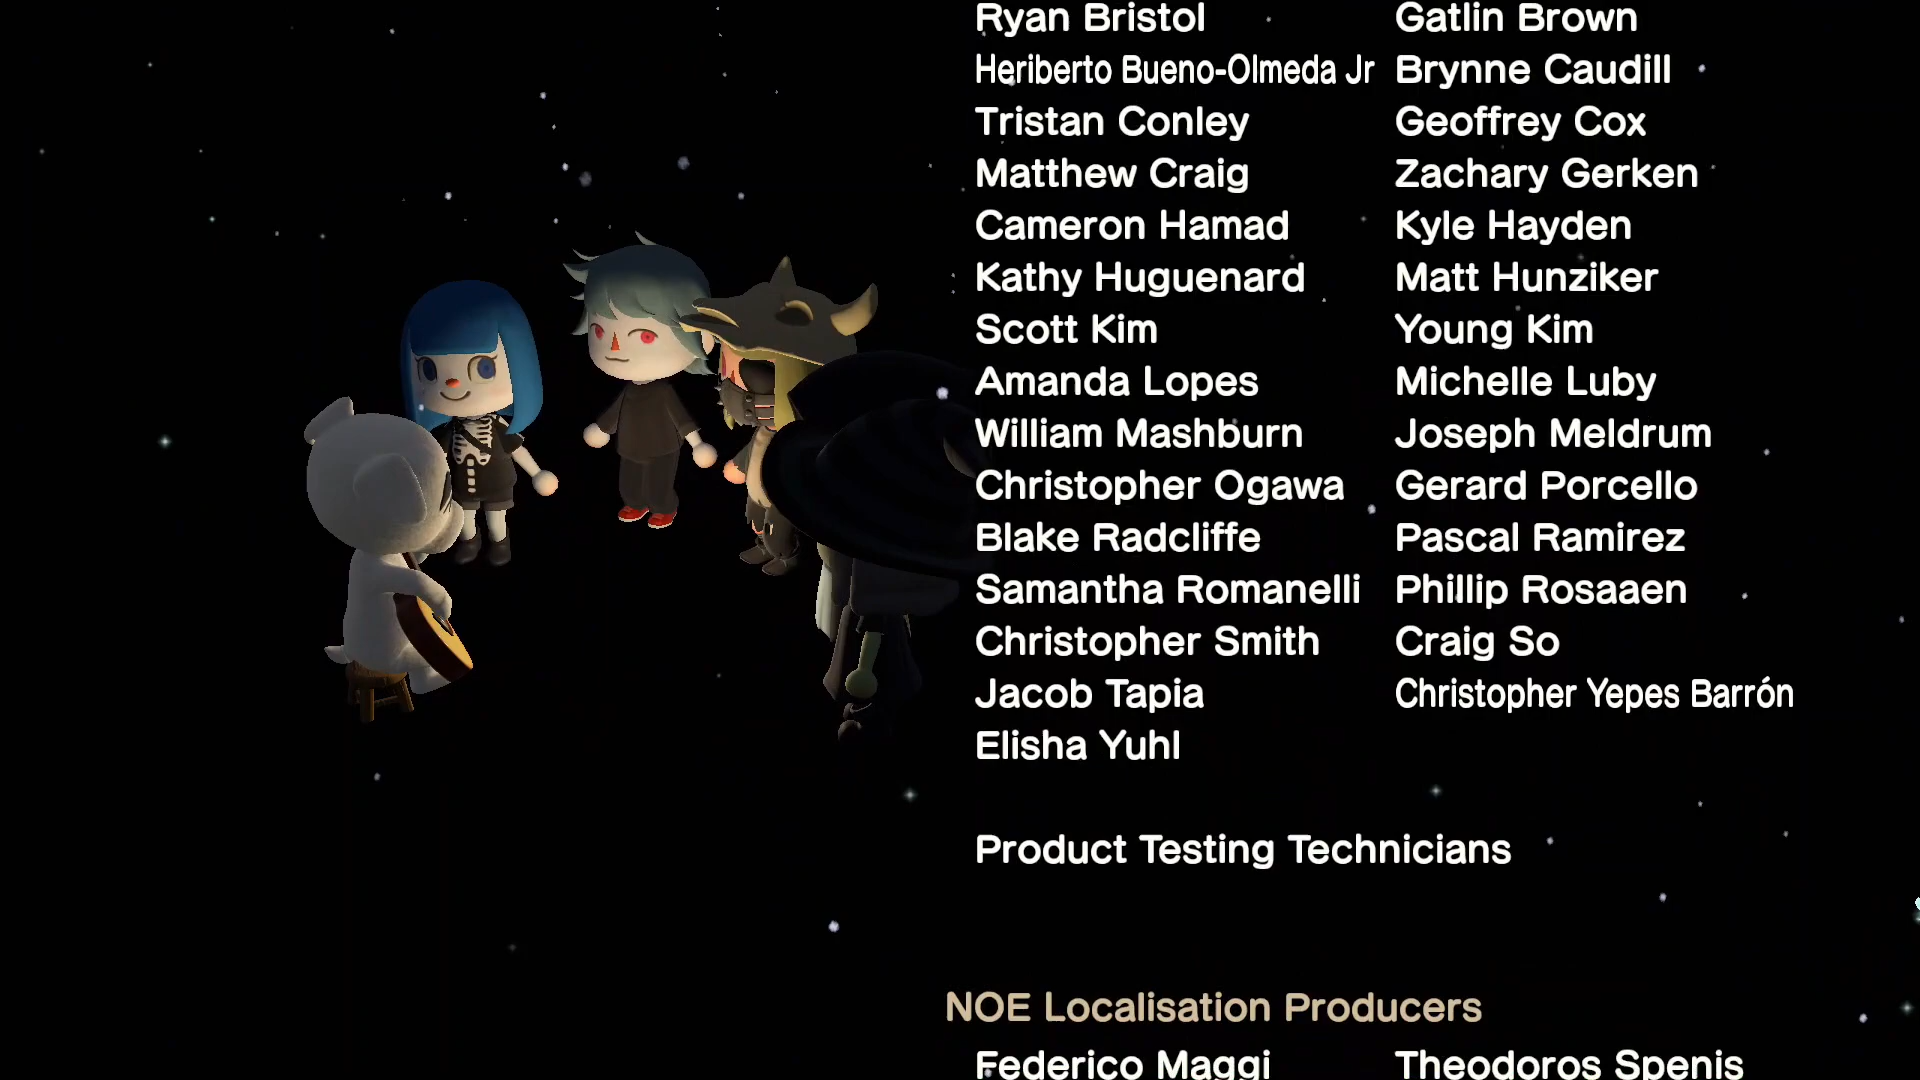 Ryan Bristol Gatlin Brown
Heriberto Bueno-Olmeda Jr Brynne Caudill
Tristan Conley Geoffrey Cox
Matthew Craig Zachary Gerken
Cameron Hamad Kyle Hayden
Kathy Huguenard Matt Hunziker
Scott Kim Young Kim
Amanda Lopes Michelle Luby
William Mashburn Joseph Meldrum
Christopher Ogawa Gerard Porcello
Blake Radcliffe Pascal Ramirez
Samantha Romanelli Phillip Rosaaen
Christopher Smith Craig So
Jacob Tapia Christopher Yepes Barrón
Elisha Yuhl
Product Testing Technicians
NOE Localisation Producers
Federico Maggi Theodoros Spenis